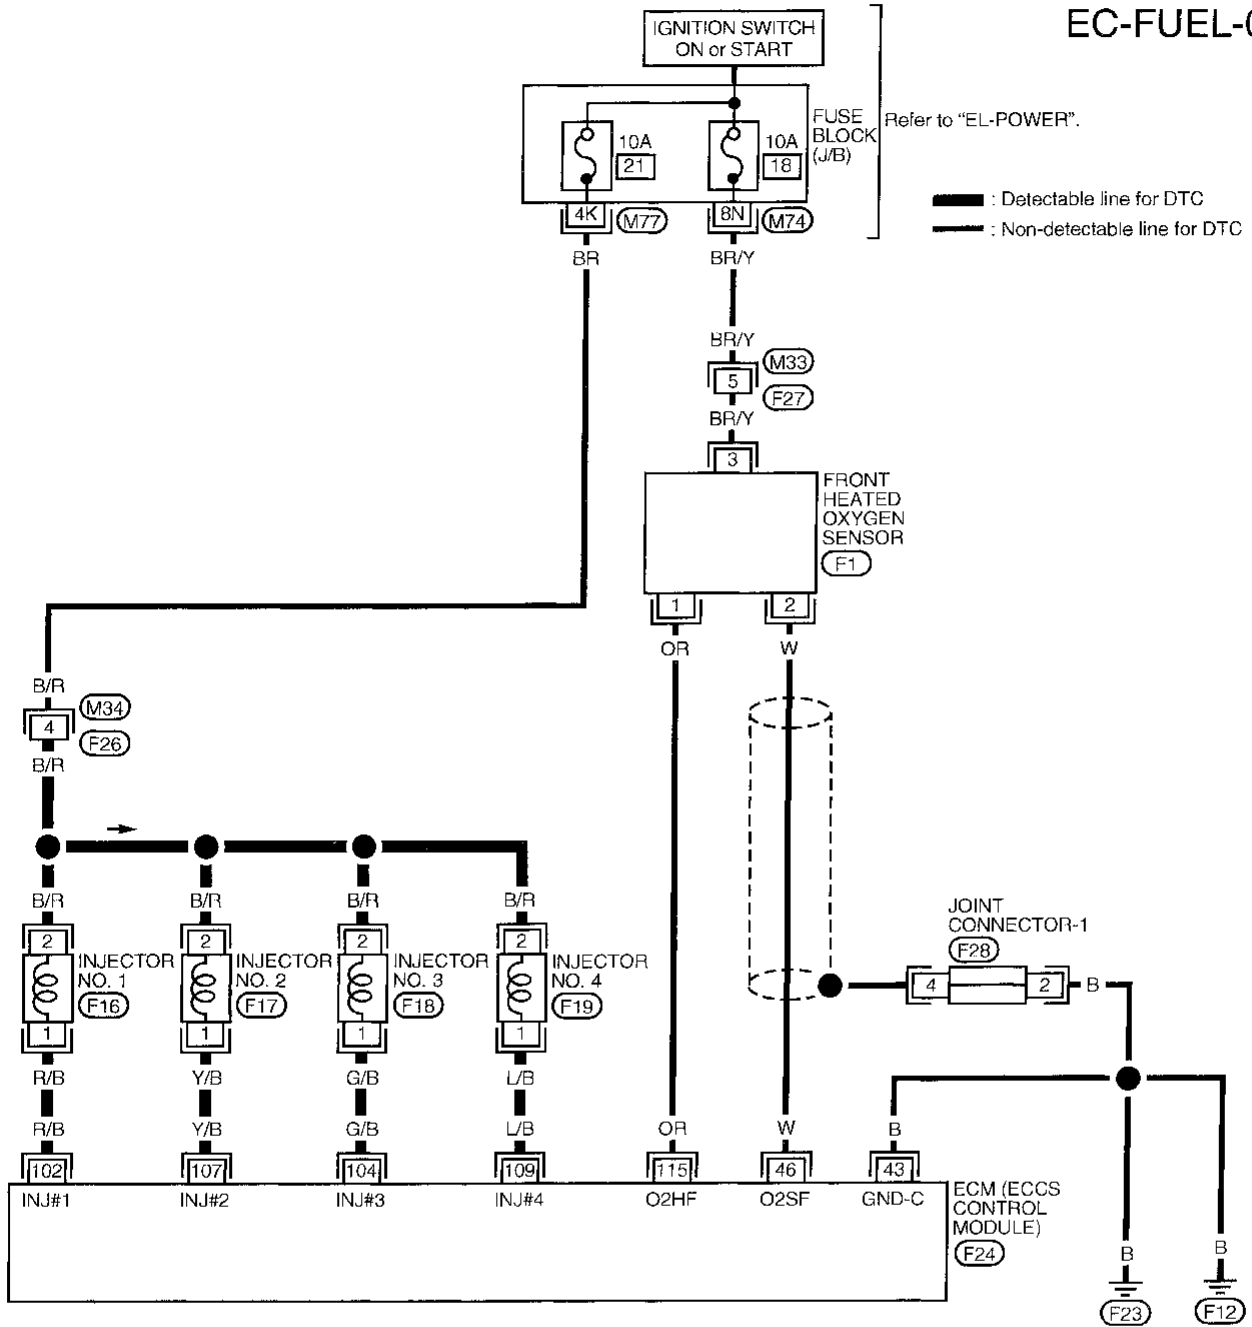 EC-FUEL-
IGNITION SWITCH
ON or START
FUSE
BLOCK
(J/B)
Refer to "EL-POWER".
10A
21
10A
18
: Detectable line for DTC
: Non-detectable line for DTC
4K
M77
8N
M74
BR
BR/Y
BR/Y
M33
5
F27
BR/Y
3
FRONT
HEATED
OXYGEN
SENSOR
F1
1
2
OR
W
B/R
M34
4
F26
B/R
B/R
B/R
B/R
B/R
JOINT
CONNECTOR-1
F28
4
2
B
2
INJECTOR
NO. 1
F16
1
2
INJECTOR
NO. 2
F17
1
2
INJECTOR
NO. 3
F18
1
2
INJECTOR
NO. 4
F19
1
R/B
Y/B
G/B
L/B
R/B
Y/B
G/B
L/B
OR
W
B
102
107
104
109
115
46
43
INJ#1
INJ#2
INJ#3
INJ#4
O2HF
O2SF
GND-C
ECM (ECCS
CONTROL
MODULE)
F24
B
B
F23
F12